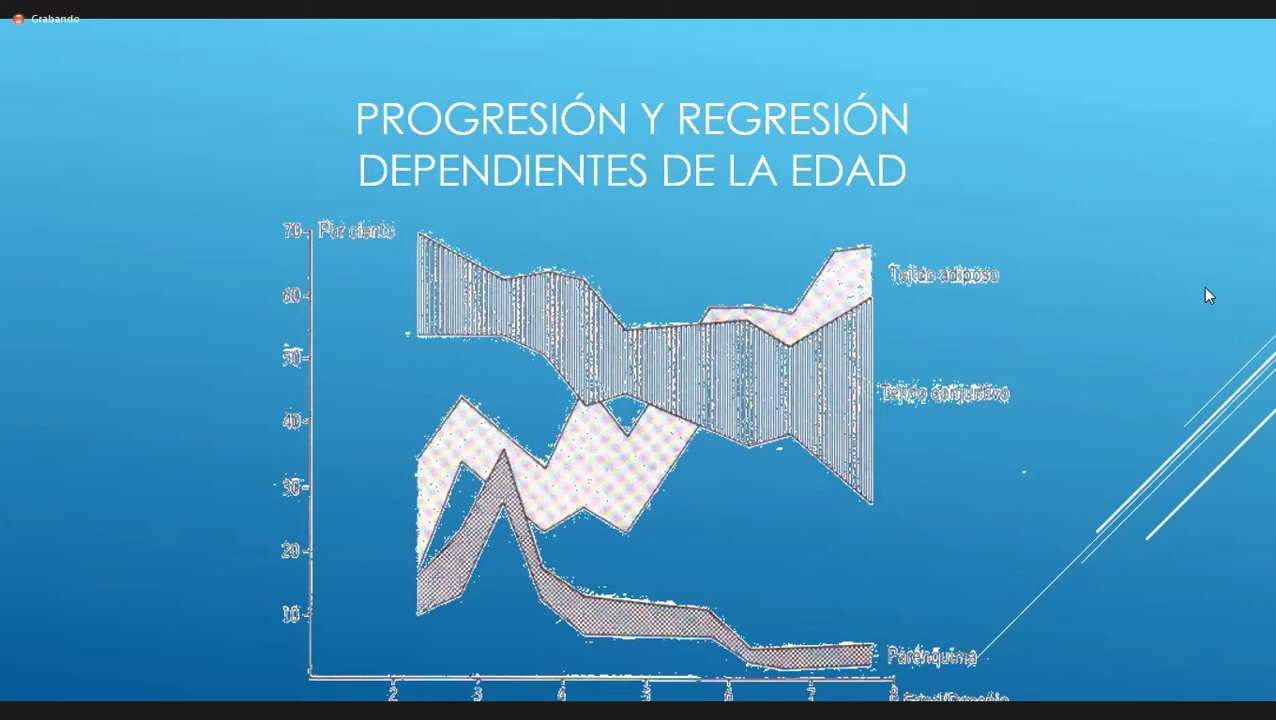 Grabando
PROGRESIÓN Y REGRESIÓN
DEPENDIENTES DE LA EDAD
70 Por ciento
Tejido adiposo
60
50
Tejido conjuntivo
40
30
20
10
Parénquima
2 3 4 5 6 7 8